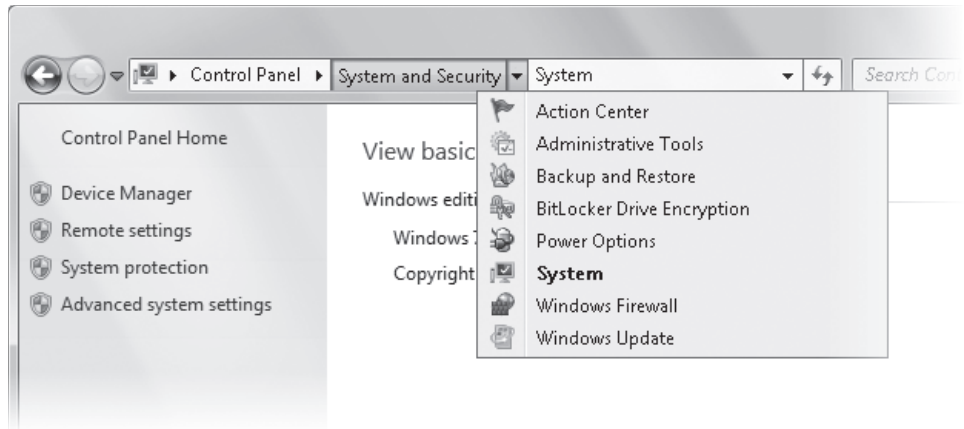 Control Panel System and Security System Search Con
Control Panel Home
Device Manager
Remote settings
System protection
Advanced system settings
View basic
Windows editi
Windows 7
Copyright
Action Center
Administrative Tools
Backup and Restore
BitLocker Drive Encryption
Power Options
System
Windows Firewall
Windows Update